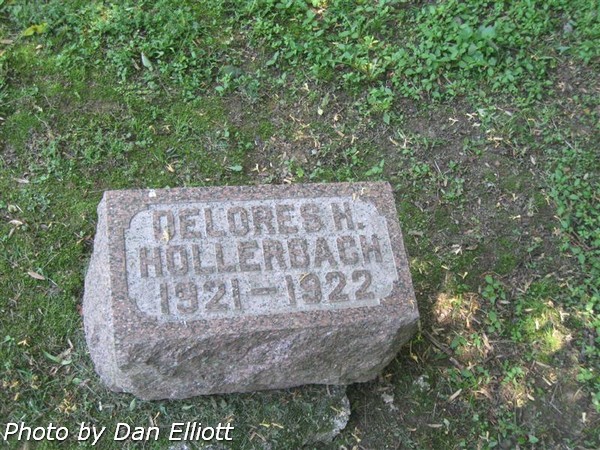 DELORES H.
HOLLERBACH
1921-1922
Photo by Dan Elliott